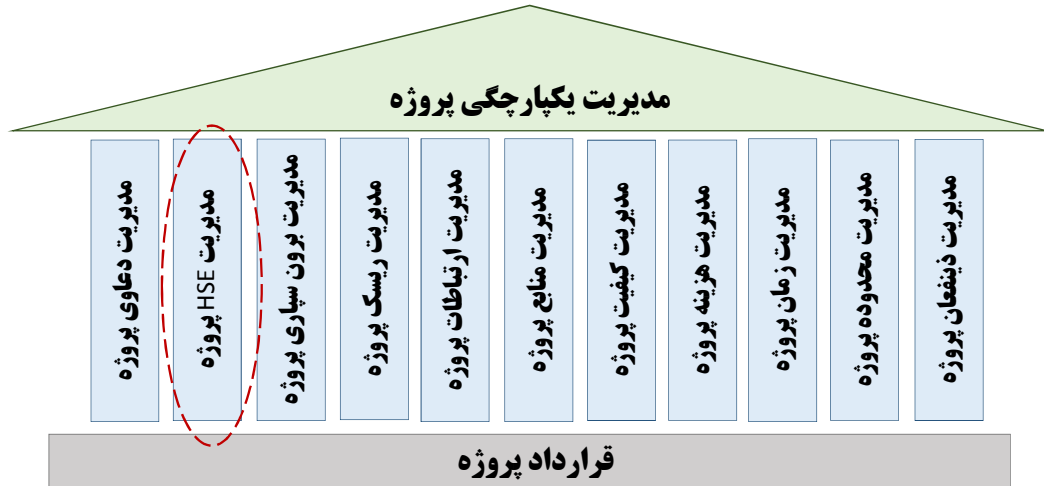 مدیریت یکپارچگی پروژه
مدیریت ذینفعان پروژه
مدیریت محدوده پروژه
مدیریت زمان پروژه
مدیریت هزینه پروژه
مدیریت کیفیت پروژه
مدیریت منابع پروژه
مدیریت ارتباطات پروژه
مدیریت ریسک پروژه
مدیریت برون سپاری پروژه
مدیریت HSE پروژه
مدیریت دعاوی پروژه
قرارداد پروژه